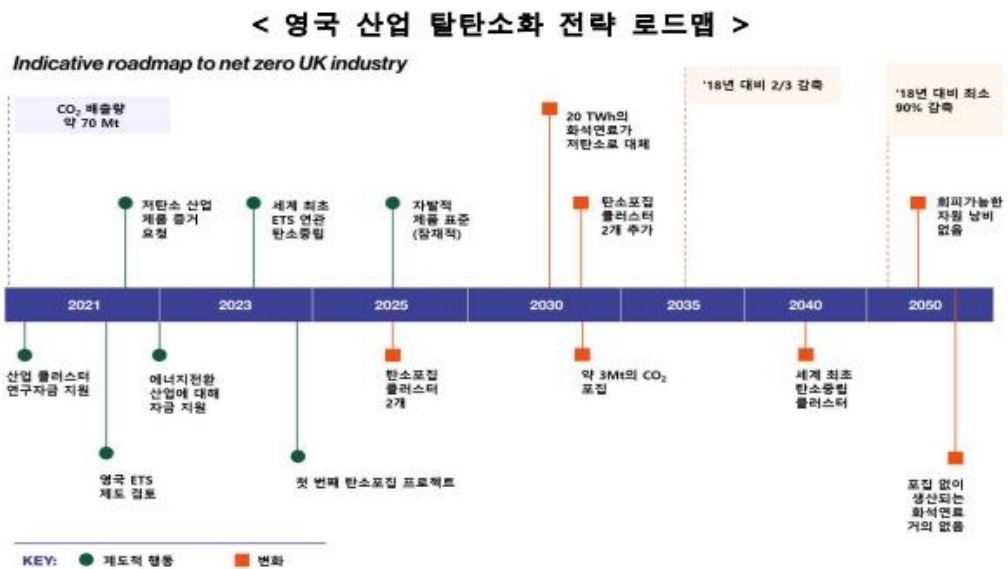 < 영국 산업 탈탄소화 전략 로드맵 >
Indicative roadmap to net zero UK industry
CO₂ 배출량
약 70 Mt
'18년 대비 2/3 감축
'18년 대비 최소
90% 감축
20 TWh의
화석연료가
저탄소로 대체
저탄소 산업
제품 증거
요청
세계 최초
ETS 연관
탄소중립
자발적
제품 표준
(잠재적)
탄소포집
클러스터
2개 추가
회피가능한
자원 낭비
없음
2021
2023
2025
2030
2035
2040
2050
산업 클러스터
연구자금 지원
에너지전환
산업에 대해
자금 지원
탄소포집
클러스터
2개
약 3Mt의 CO₂
포집
세계 최초
탄소중립
클러스터
영국 ETS
제도 검토
첫 번째 탄소포집 프로젝트
포집 없이
생산되는
화석연료
거의 없음
KEY: 제도적 행동 변화